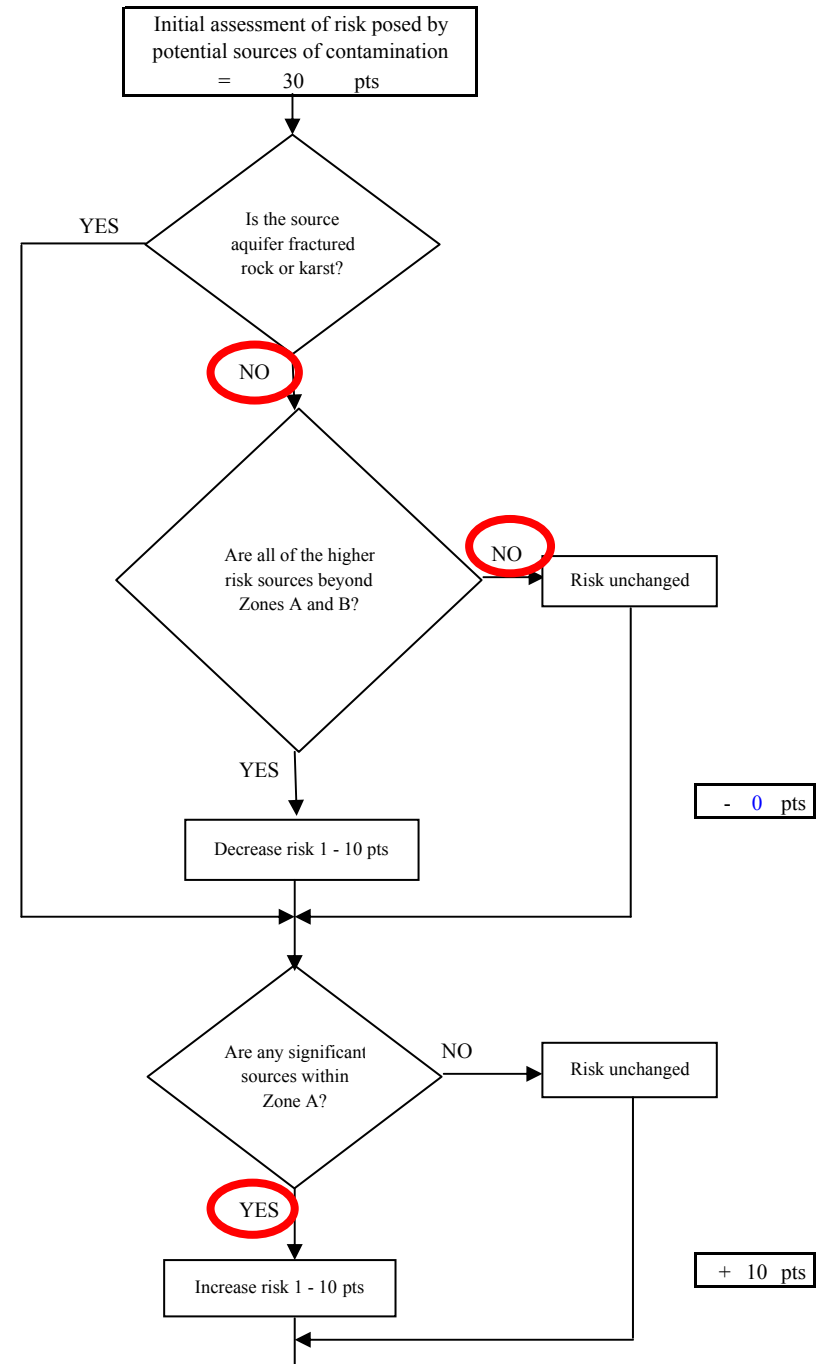 Initial assessment of risk posed by
potential sources of contamination
= 30 pts
YES
Is the source
aquifer fractured
rock or karst?
NO
Are all of the higher
risk sources beyond
Zones A and B?
NO
Risk unchanged
YES
- 0 pts
Decrease risk 1 - 10 pts
Are any significant
sources within
Zone A?
NO
Risk unchanged
YES
+ 10 pts
Increase risk 1 - 10 pts